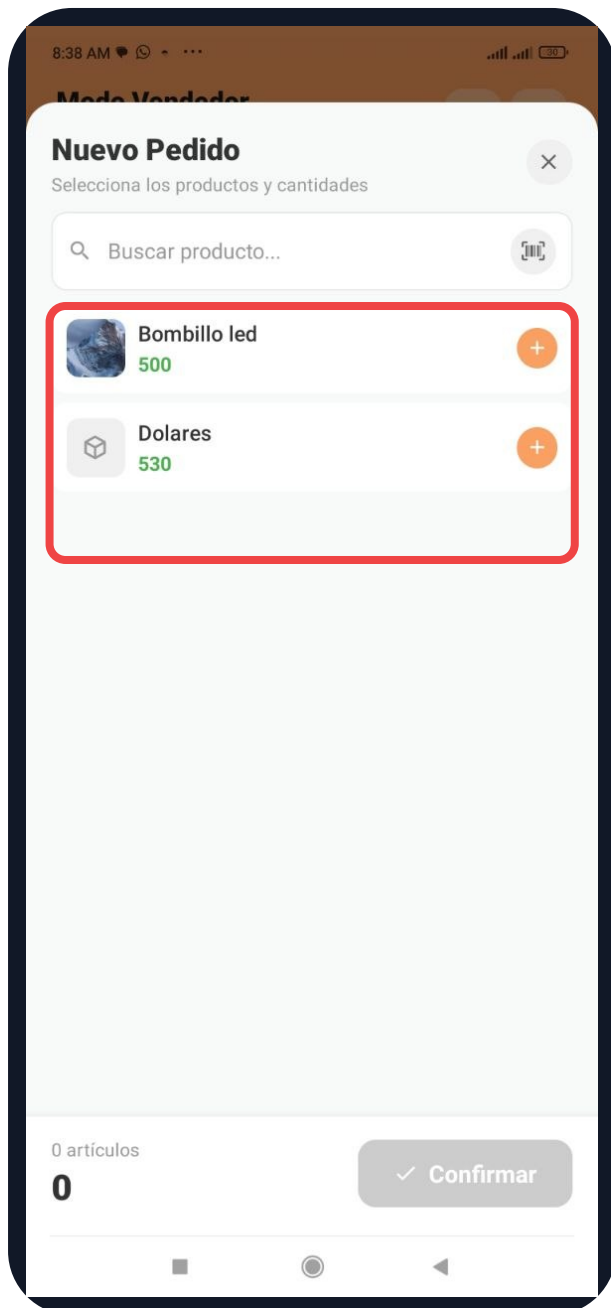 8:38 AM
30
Modo Vendedor
Nuevo Pedido
Selecciona los productos y cantidades
Buscar producto...
Bombillo led
500
Dolares
530
0 artículos
0
Confirmar